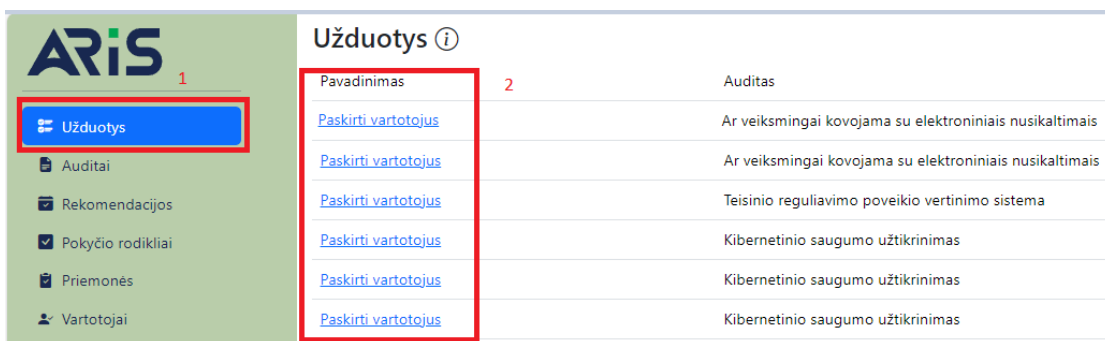 ARiS
1
Užduotys
Auditai
Rekomendacijos
Pokyčio rodikliai
Priemonės
Vartotojai
Užduotys i
Pavadinimas 2 Auditas
Paskirti vartotojus Ar veiksmingai kovojama su elektroniniais nusikaltimais
Paskirti vartotojus Ar veiksmingai kovojama su elektroniniais nusikaltimais
Paskirti vartotojus Teisinio reguliavimo poveikio vertinimo sistema
Paskirti vartotojus Kibernetinio saugumo užtikrinimas
Paskirti vartotojus Kibernetinio saugumo užtikrinimas
Paskirti vartotojus Kibernetinio saugumo užtikrinimas